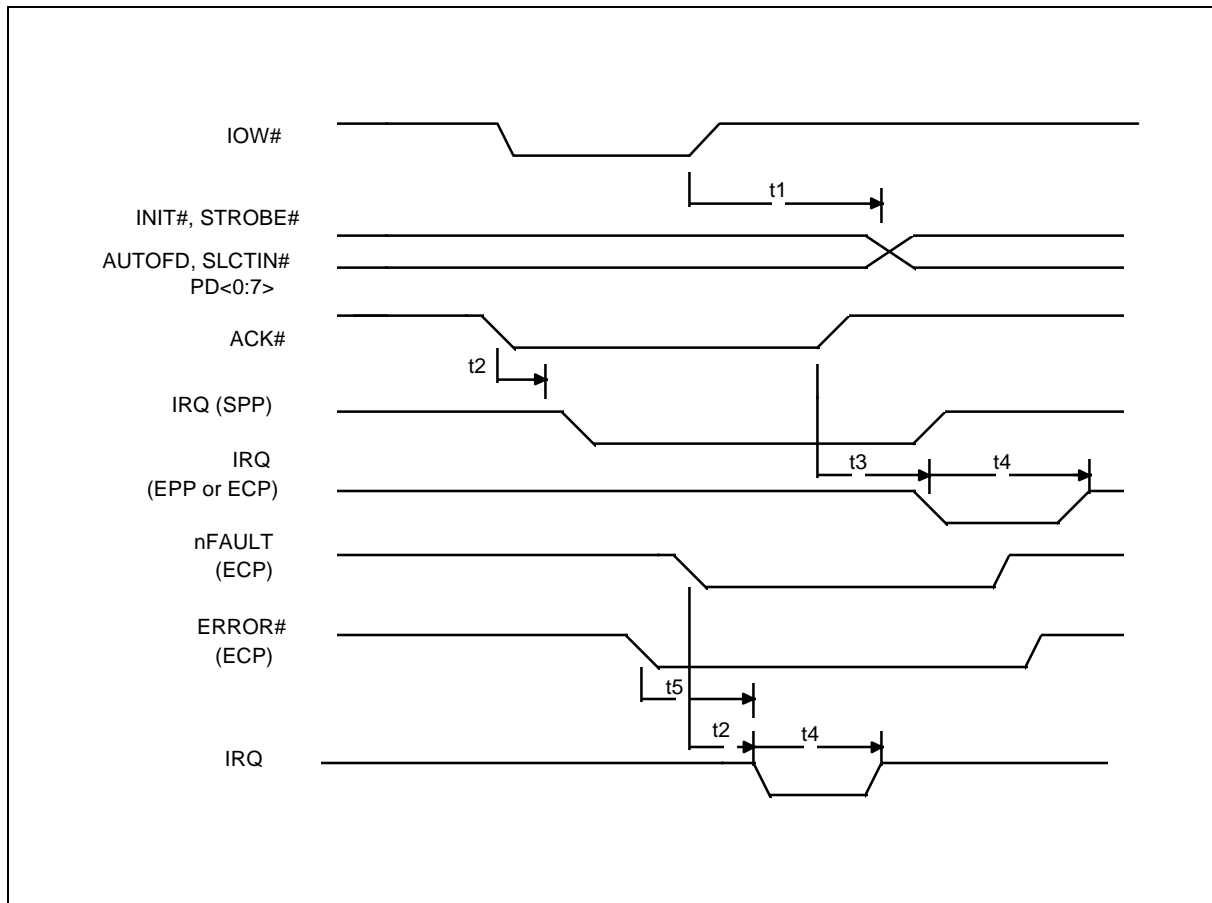 IOW#
t1
INIT#, STROBE#
AUTOFD, SLCTIN#
PD<0:7>
ACK#
t2
IRQ (SPP)
IRQ
(EPP or ECP)
t3
t4
nFAULT
(ECP)
ERROR#
(ECP)
t5
t2
t4
IRQ